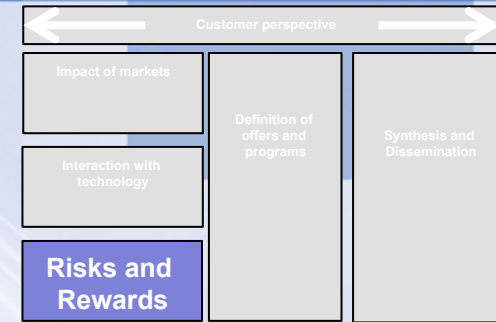 Customer perspective
Impact of markets
Interaction with
technology
Risks and
Rewards
Definition of
offers and
programs
Synthesis and
Dissemination